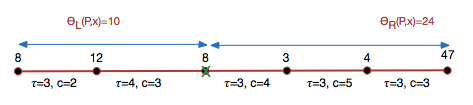 ϴL(P,x)=10 ϴR(P,x)=24
8 12 8 3 4 47
τ=3, c=2 τ=4, c=3 τ=3, c=4 τ=3, c=5 τ=3, c=3